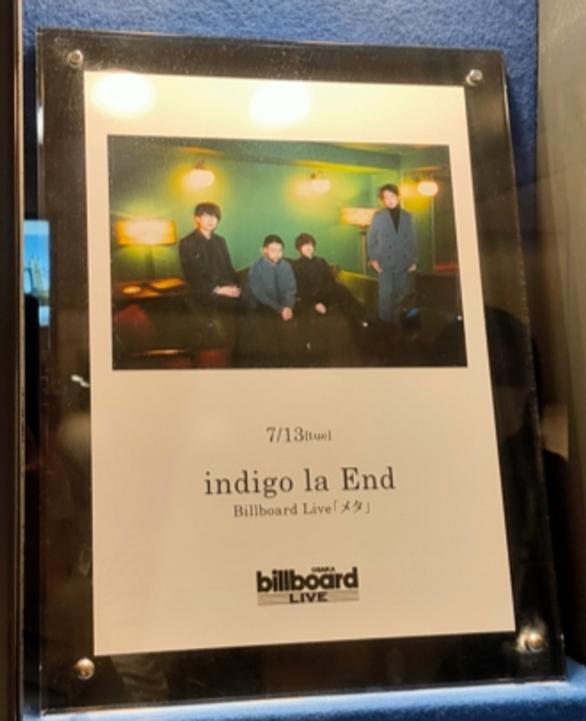 7/13[tue]
indigo la End
Billboard Live「メタ」
OSAKA
billboard
LIVE